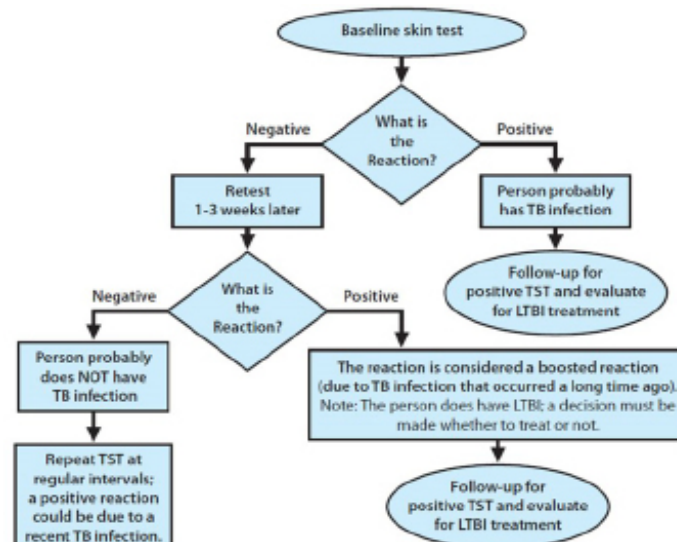 Baseline skin test
What is
the
Reaction?
Negative
Positive
Retest
1-3 weeks later
Person probably
has TB infection
Follow-up for
positive TST and evaluate
for LTBI treatment
What is
the
Reaction?
Negative
Positive
Person probably
does NOT have
TB infection
The reaction is considered a boosted reaction
(due to TB infection that occurred a long time ago).
Note: The person does have LTBI; a decision must be
made whether to treat or not.
Repeat TST at
regular intervals;
a positive reaction
could be due to a
recent TB infection.
Follow-up for
positive TST and evaluate
for LTBI treatment